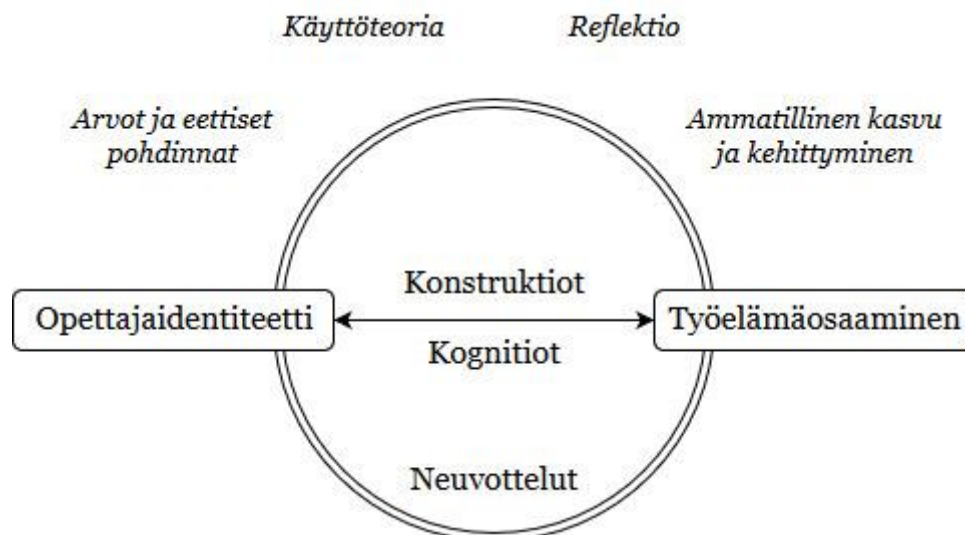 Käyttöteoria
Reflektio
Arvot ja eettiset
pohdinnat
Ammatillinen kasvu
ja kehittyminen
Konstruktiot
Opettajaidentiteetti
Työelämäosaaminen
Kognitiot
Neuvottelut